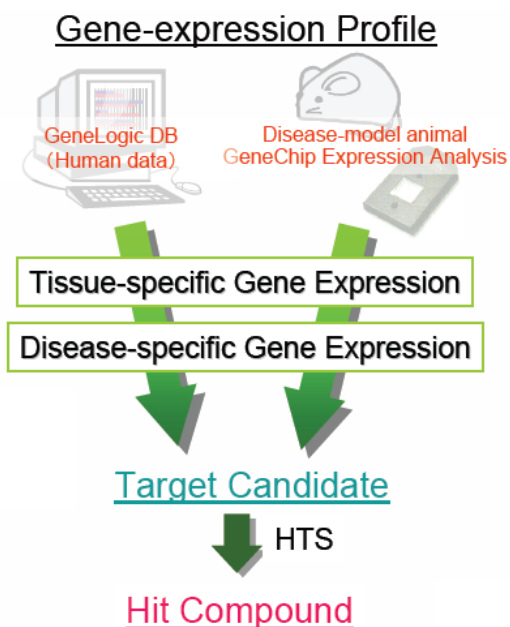 Gene-expression Profile
GeneLogic DB
(Human data)
Disease-model animal
GeneChip Expression Analysis
Tissue-specific Gene Expression
Disease-specific Gene Expression
Target Candidate
HTS
Hit Compound